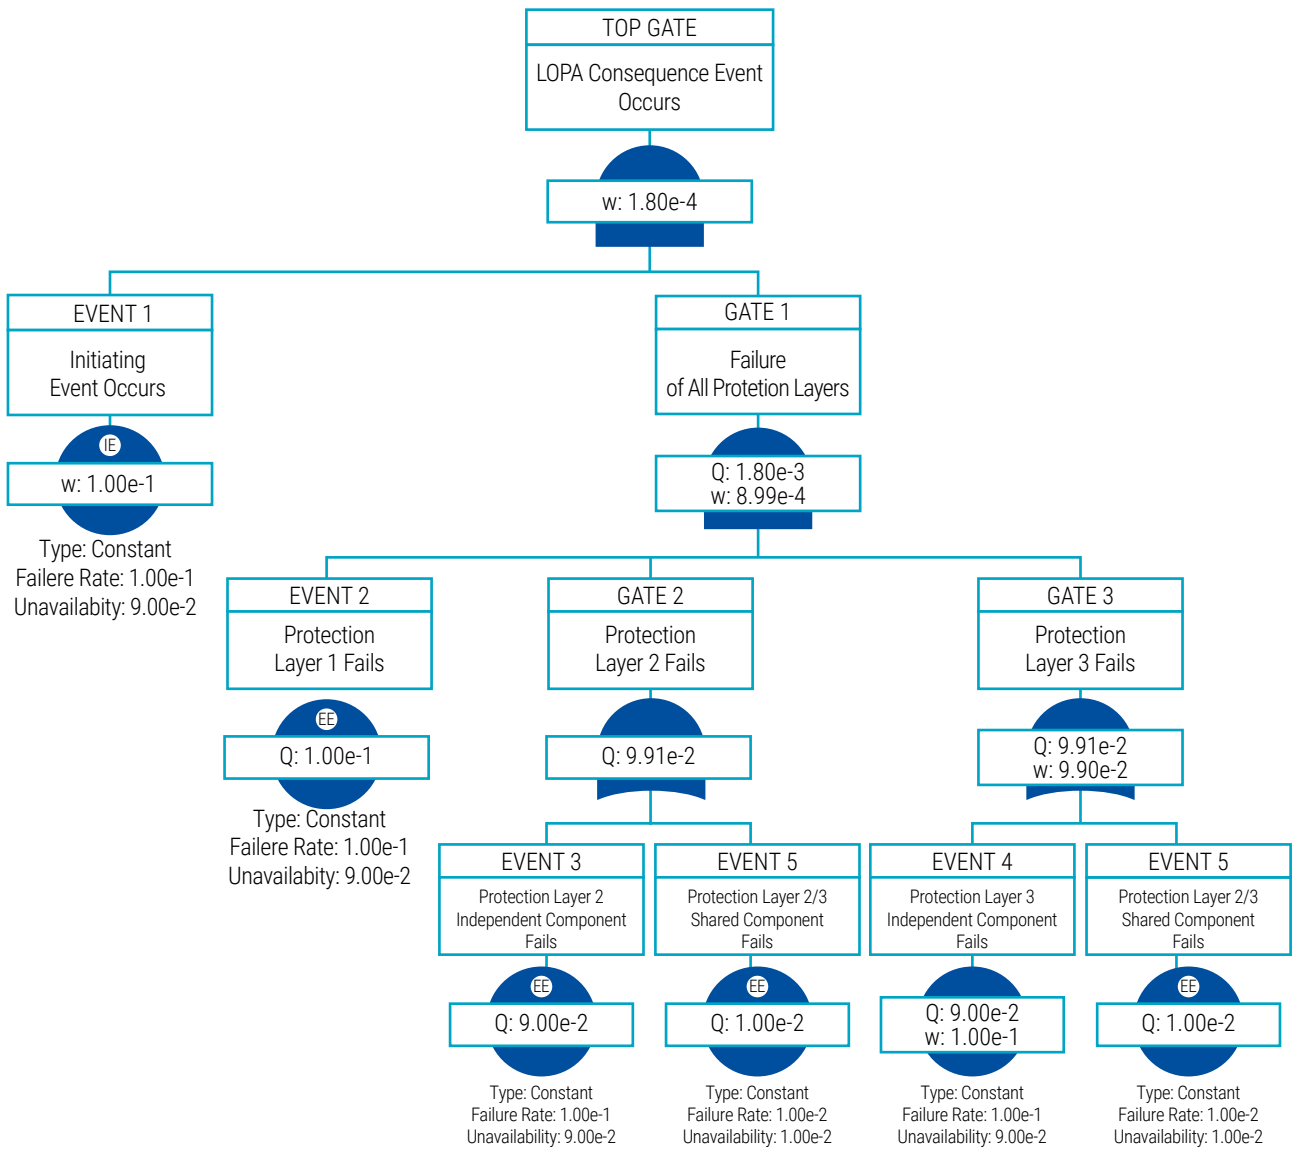 TOP GATE
LOPA Consequence Event
Occurs
w: 1.80e-4
EVENT 1
Initiating
Event Occurs
IE
w: 1.00e-1
Type: Constant
Failere Rate: 1.00e-1
Unavailabity: 9.00e-2
GATE 1
Failure
of All Protetion Layers
Q: 1.80e-3
w: 8.99e-4
EVENT 2
Protection
Layer 1 Fails
EE
Q: 1.00e-1
Type: Constant
Failere Rate: 1.00e-1
Unavailabity: 9.00e-2
GATE 2
Protection
Layer 2 Fails
Q: 9.91e-2
GATE 3
Protection
Layer 3 Fails
Q: 9.91e-2
w: 9.90e-2
EVENT 3
Protection Layer 2
Independent Component
Fails
EE
Q: 9.00e-2
Type: Constant
Failure Rate: 1.00e-1
Unavailability: 9.00e-2
EVENT 5
Protection Layer 2/3
Shared Component
Fails
EE
Q: 1.00e-2
Type: Constant
Failure Rate: 1.00e-2
Unavailability: 1.00e-2
EVENT 4
Protection Layer 3
Independent Component
Fails
Q: 9.00e-2
w: 1.00e-1
Type: Constant
Failure Rate: 1.00e-1
Unavailability: 9.00e-2
EVENT 5
Protection Layer 2/3
Shared Component
Fails
EE
Q: 1.00e-2
Type: Constant
Failure Rate: 1.00e-2
Unavailability: 1.00e-2